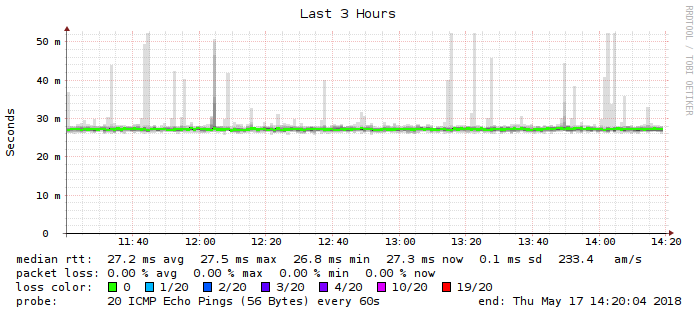 Last 3 Hours
RRDTOOL / TOBI OETIKER
Seconds
50 m
40 m
30 m
20 m
10 m
0
11:40 12:00 12:20 12:40 13:00 13:20 13:40 14:00 14:20
median rtt: 27.2 ms avg 27.5 ms max 26.8 ms min 27.3 ms now 0.1 ms sd 233.4 am/s
packet loss: 0.00 % avg 0.00 % max 0.00 % min 0.00 % now
loss color: 0 1/20 2/20 3/20 4/20 10/20 19/20
probe: 20 ICMP Echo Pings (56 Bytes) every 60s end: Thu May 17 14:20:04 2018